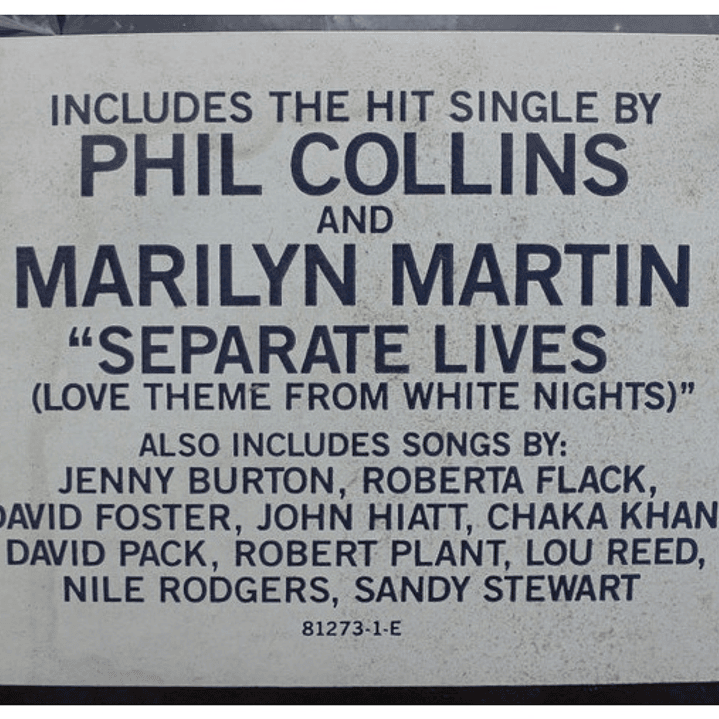 INCLUDES THE HIT SINGLE BY
PHIL COLLINS
AND
MARILYN MARTIN
“SEPARATE LIVES
(LOVE THEME FROM WHITE NIGHTS)”
ALSO INCLUDES SONGS BY:
JENNY BURTON, ROBERTA FLACK,
DAVID FOSTER, JOHN HIATT, CHAKA KHAN
DAVID PACK, ROBERT PLANT, LOU REED,
NILE RODGERS, SANDY STEWART
81273-1-E